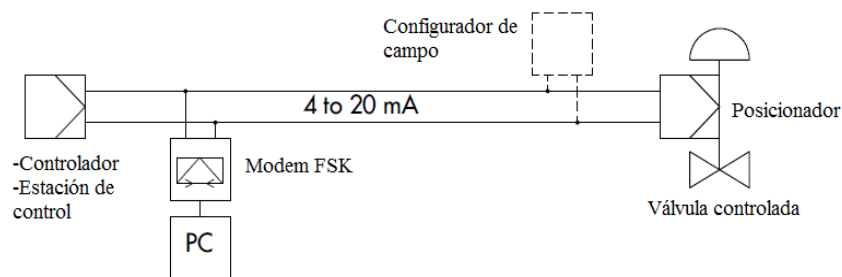 Configurador de
campo
4 to 20 mA
Posicionador
-Controlador
-Estación de
control
Modem FSK
Válvula controlada
PC